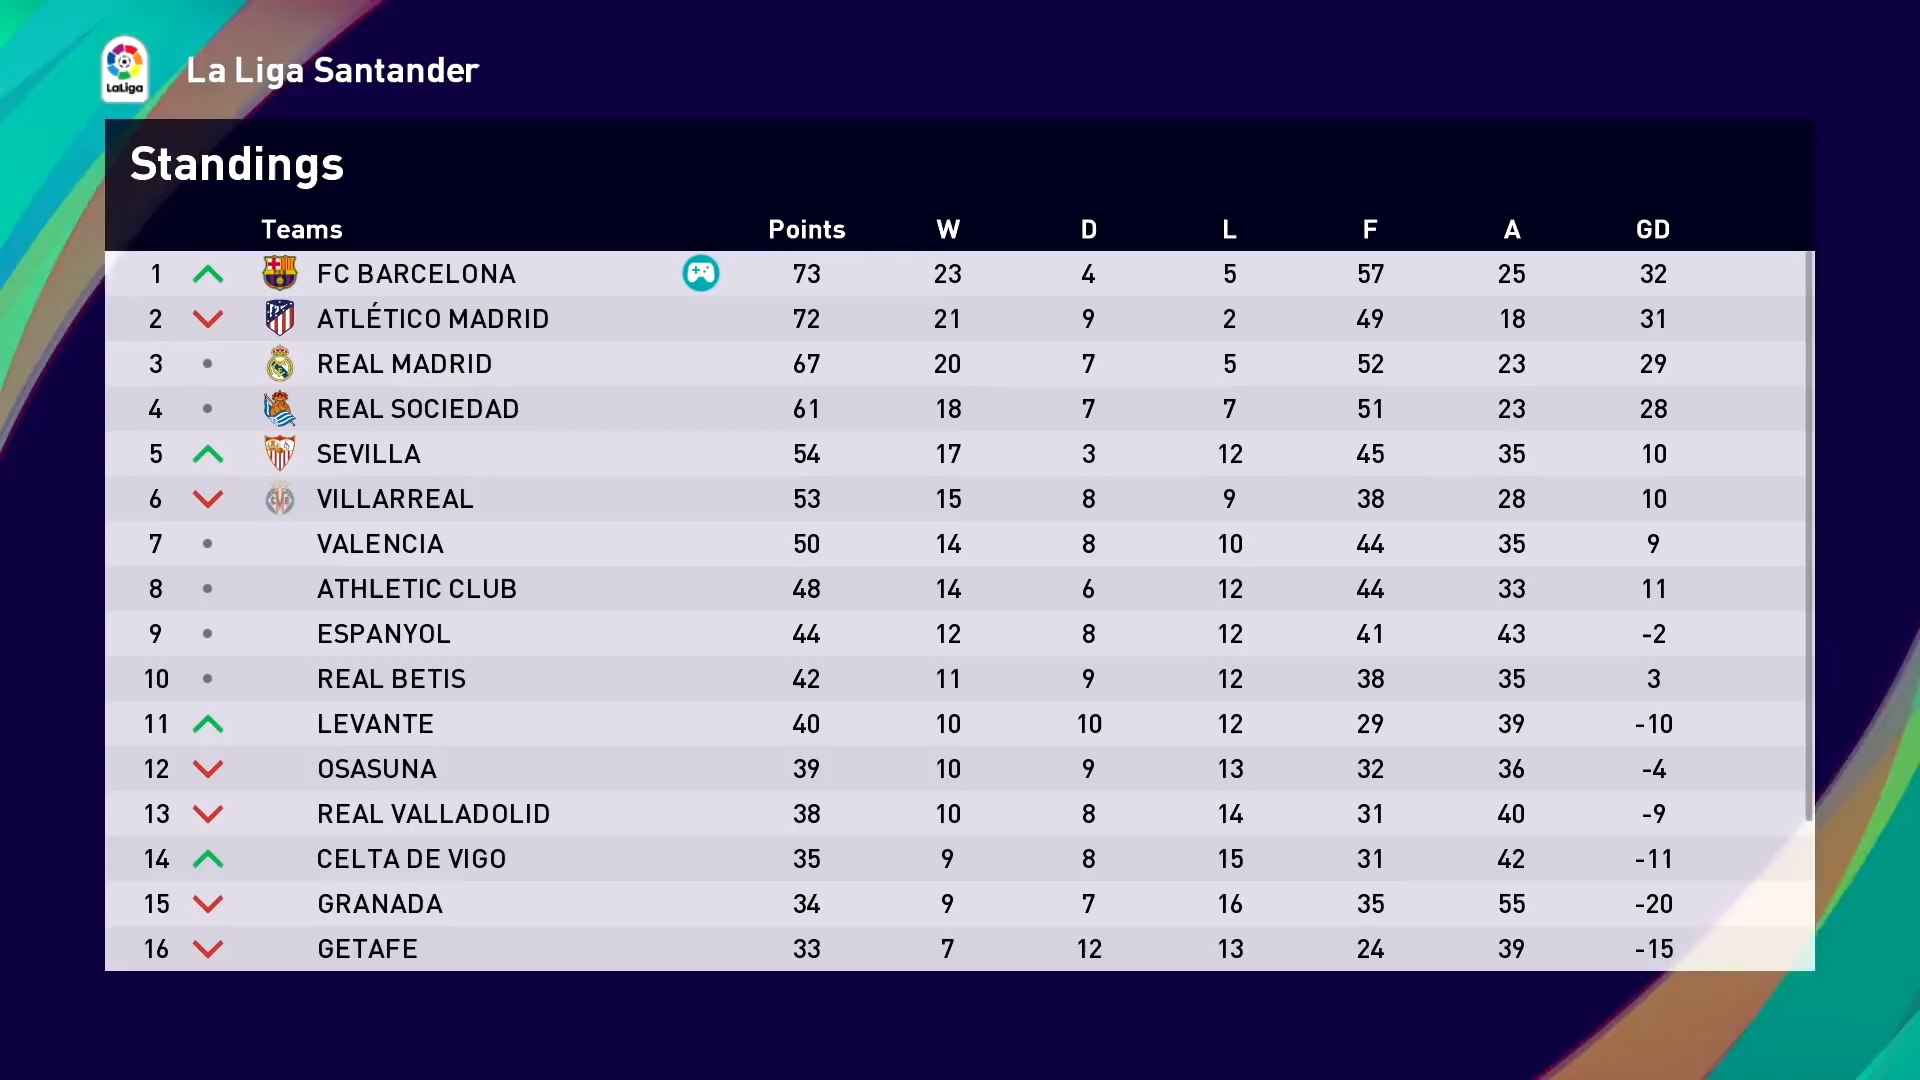 LaLiga
La Liga Santander
Standings
Teams Points W D L F A GD
1 FC BARCELONA 73 23 4 5 57 25 32
2 ATLÉTICO MADRID 72 21 9 2 49 18 31
3 REAL MADRID 67 20 7 5 52 23 29
4 REAL SOCIEDAD 61 18 7 7 51 23 28
5 SEVILLA 54 17 3 12 45 35 10
6 VILLARREAL 53 15 8 9 38 28 10
7 VALENCIA 50 14 8 10 44 35 9
8 ATHLETIC CLUB 48 14 6 12 44 33 11
9 ESPANYOL 44 12 8 12 41 43 -2
10 REAL BETIS 42 11 9 12 38 35 3
11 LEVANTE 40 10 10 12 29 39 -10
12 OSASUNA 39 10 9 13 32 36 -4
13 REAL VALLADOLID 38 10 8 14 31 40 -9
14 CELTA DE VIGO 35 9 8 15 31 42 -11
15 GRANADA 34 9 7 16 35 55 -20
16 GETAFE 33 7 12 13 24 39 -15